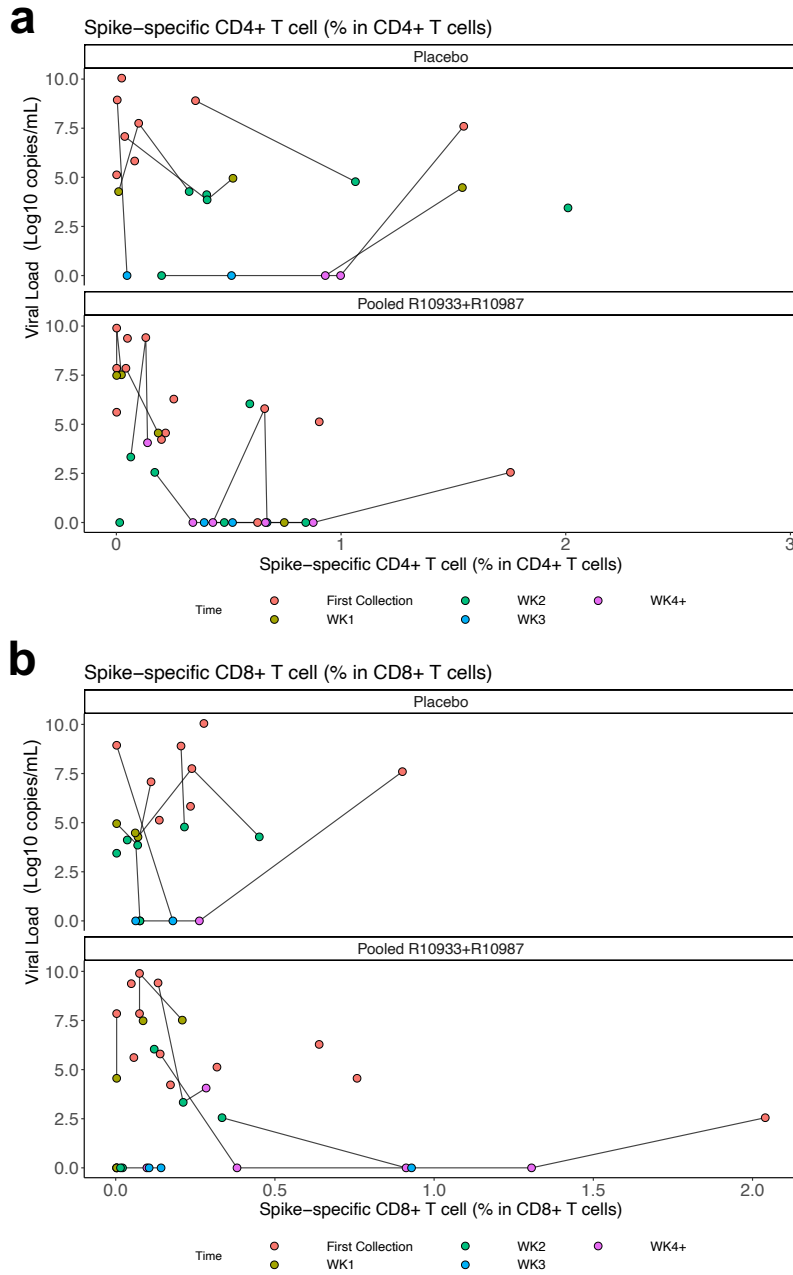 a
Spike−specific CD4+ T cell (% in CD4+ T cells)
Placebo
10.0
7.5
5.0
2.5
0.0
Viral Load (Log10 copies/mL)
Pooled R10933+R10987
10.0
7.5
5.0
2.5
0.0
0 1 2 3
Spike−specific CD4+ T cell (% in CD4+ T cells)
Time
First Collection WK2 WK4+
WK1 WK3
b
Spike−specific CD8+ T cell (% in CD8+ T cells)
Placebo
10.0
7.5
5.0
2.5
0.0
Viral Load (Log10 copies/mL)
Pooled R10933+R10987
10.0
7.5
5.0
2.5
0.0
0.0 0.5 1.0 1.5 2.0
Spike−specific CD8+ T cell (% in CD8+ T cells)
Time
First Collection WK2 WK4+
WK1 WK3